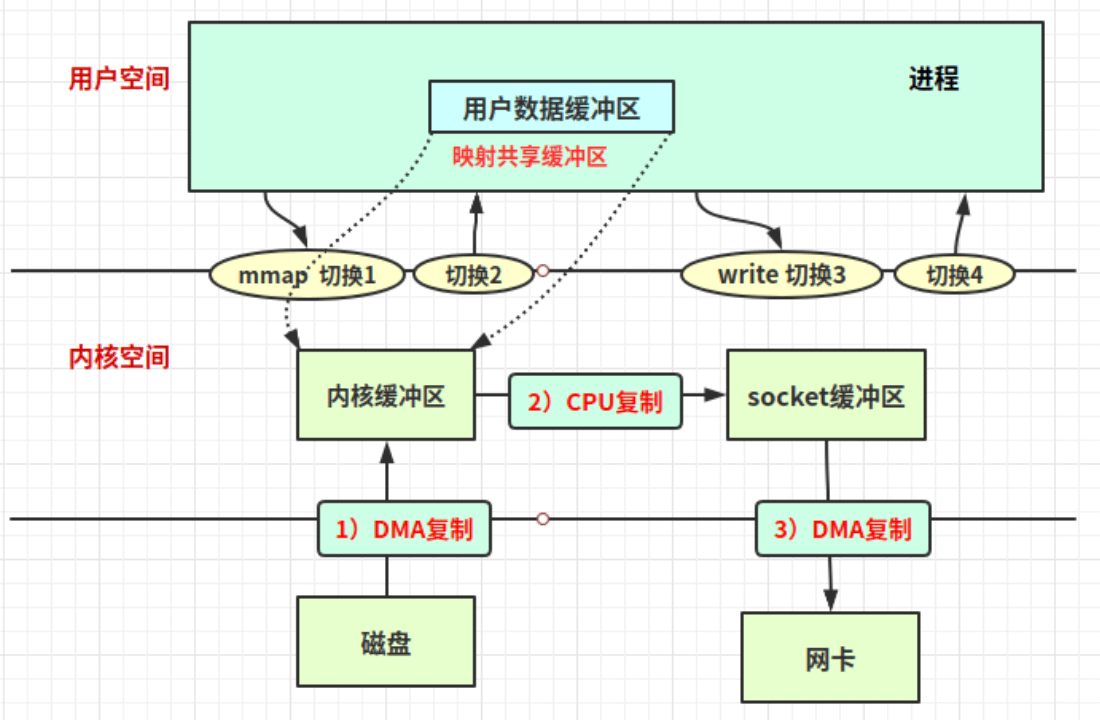 用户空间
进程
用户数据缓冲区
映射共享缓冲区
mmap 切换1
切换2
write 切换3
切换4
内核空间
内核缓冲区
2）CPU复制
socket缓冲区
1）DMA复制
3）DMA复制
磁盘
网卡